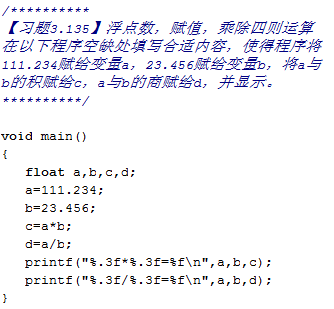 /**********
【习题3.135】浮点数，赋值，乘除四则运算
在以下程序空缺处填写合适内容，使得程序将
111.234赋给变量a，23.456赋给变量b，将a与
b的积赋给c，a与b的商赋给d，并显示。
**********/
void main()
{
float a,b,c,d;
a=111.234;
b=23.456;
c=a*b;
d=a/b;
printf("%.3f*%.3f=%f\n",a,b,c);
printf("%.3f/%.3f=%f\n",a,b,d);
}